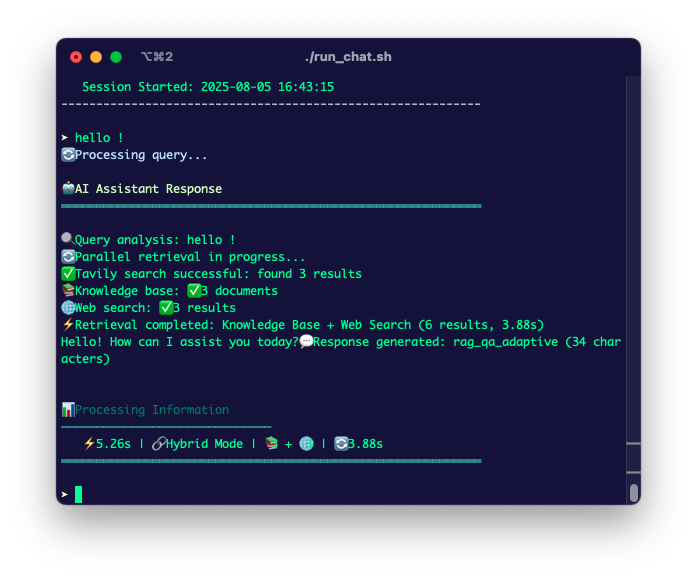 ⌥⌘2 ./run_chat.sh
Session Started: 2025-08-05 16:43:15
------------------------------------------------------------
➤ hello !
🔄Processing query...
🤖AI Assistant Response
════════════════════════════════════════════════════════════
🔍Query analysis: hello !
🔄Parallel retrieval in progress...
✅Tavily search successful: found 3 results
📚Knowledge base: ✅3 documents
🌐Web search: ✅3 results
⚡Retrieval completed: Knowledge Base + Web Search (6 results, 3.88s)
Hello! How can I assist you today?💬Response generated: rag_qa_adaptive (34 char
acters)
📊Processing Information
──────────────────────────────
⚡5.26s | 🔗Hybrid Mode | 📚 + 🌐 | 🔄3.88s
════════════════════════════════════════════════════════════
➤